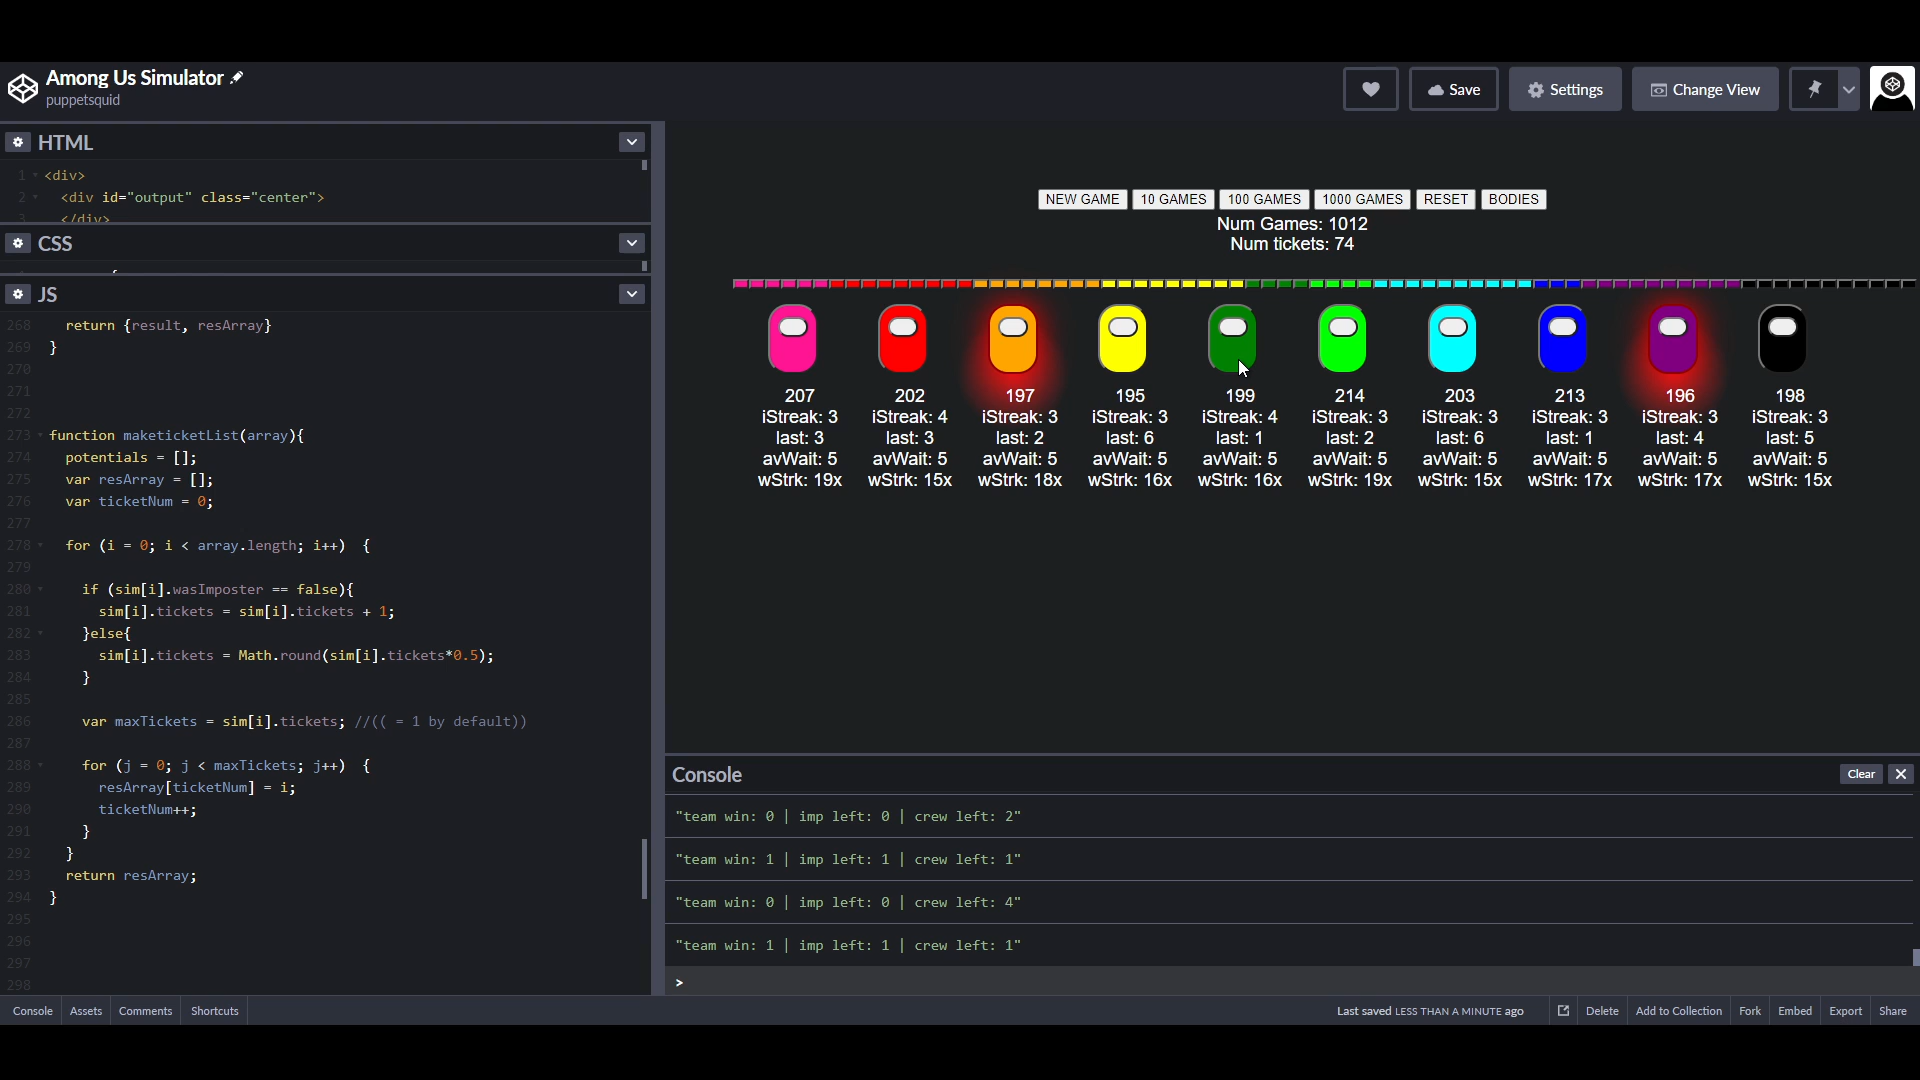 Among Us Simulator
puppetsquid
Save
Settings
Change View
HTML
1 <div>
2 <div id="output" class="center">
3 </div>
CSS
JS
268 return {result, resArray}
269 }
270
271
272
273 function maketicketList(array){
274 potentials = [];
275 var resArray = [];
276 var ticketNum = 0;
277
278 for (i = 0; i < array.length; i++) {
279
280 if (sim[i].wasImposter == false){
281 sim[i].tickets = sim[i].tickets + 1;
282 }else{
283 sim[i].tickets = Math.round(sim[i].tickets*0.5);
284 }
285
286 var maxTickets = sim[i].tickets; //(( = 1 by default))
287
288 for (j = 0; j < maxTickets; j++) {
289 resArray[ticketNum] = i;
290 ticketNum++;
291 }
292 }
293 return resArray;
294 }
295
296
297
298
NEW GAME 10 GAMES 100 GAMES 1000 GAMES RESET BODIES
Num Games: 1012
Num tickets: 74
207 202 197 195 199 214 203 213 196 198
iStreak: 3 iStreak: 4 iStreak: 3 iStreak: 3 iStreak: 4 iStreak: 3 iStreak: 3 iStreak: 3 iStreak: 3 iStreak: 3
last: 3 last: 3 last: 2 last: 6 last: 1 last: 2 last: 6 last: 1 last: 4 last: 5
avWait: 5 avWait: 5 avWait: 5 avWait: 5 avWait: 5 avWait: 5 avWait: 5 avWait: 5 avWait: 5 avWait: 5
wStrk: 19x wStrk: 15x wStrk: 18x wStrk: 16x wStrk: 16x wStrk: 19x wStrk: 15x wStrk: 17x wStrk: 17x wStrk: 15x
Console
Clear
"team win: 0 | imp left: 0 | crew left: 2"
"team win: 1 | imp left: 1 | crew left: 1"
"team win: 0 | imp left: 0 | crew left: 4"
"team win: 1 | imp left: 1 | crew left: 1"
>
Console Assets Comments Shortcuts
Last saved LESS THAN A MINUTE ago
Delete Add to Collection Fork Embed Export Share